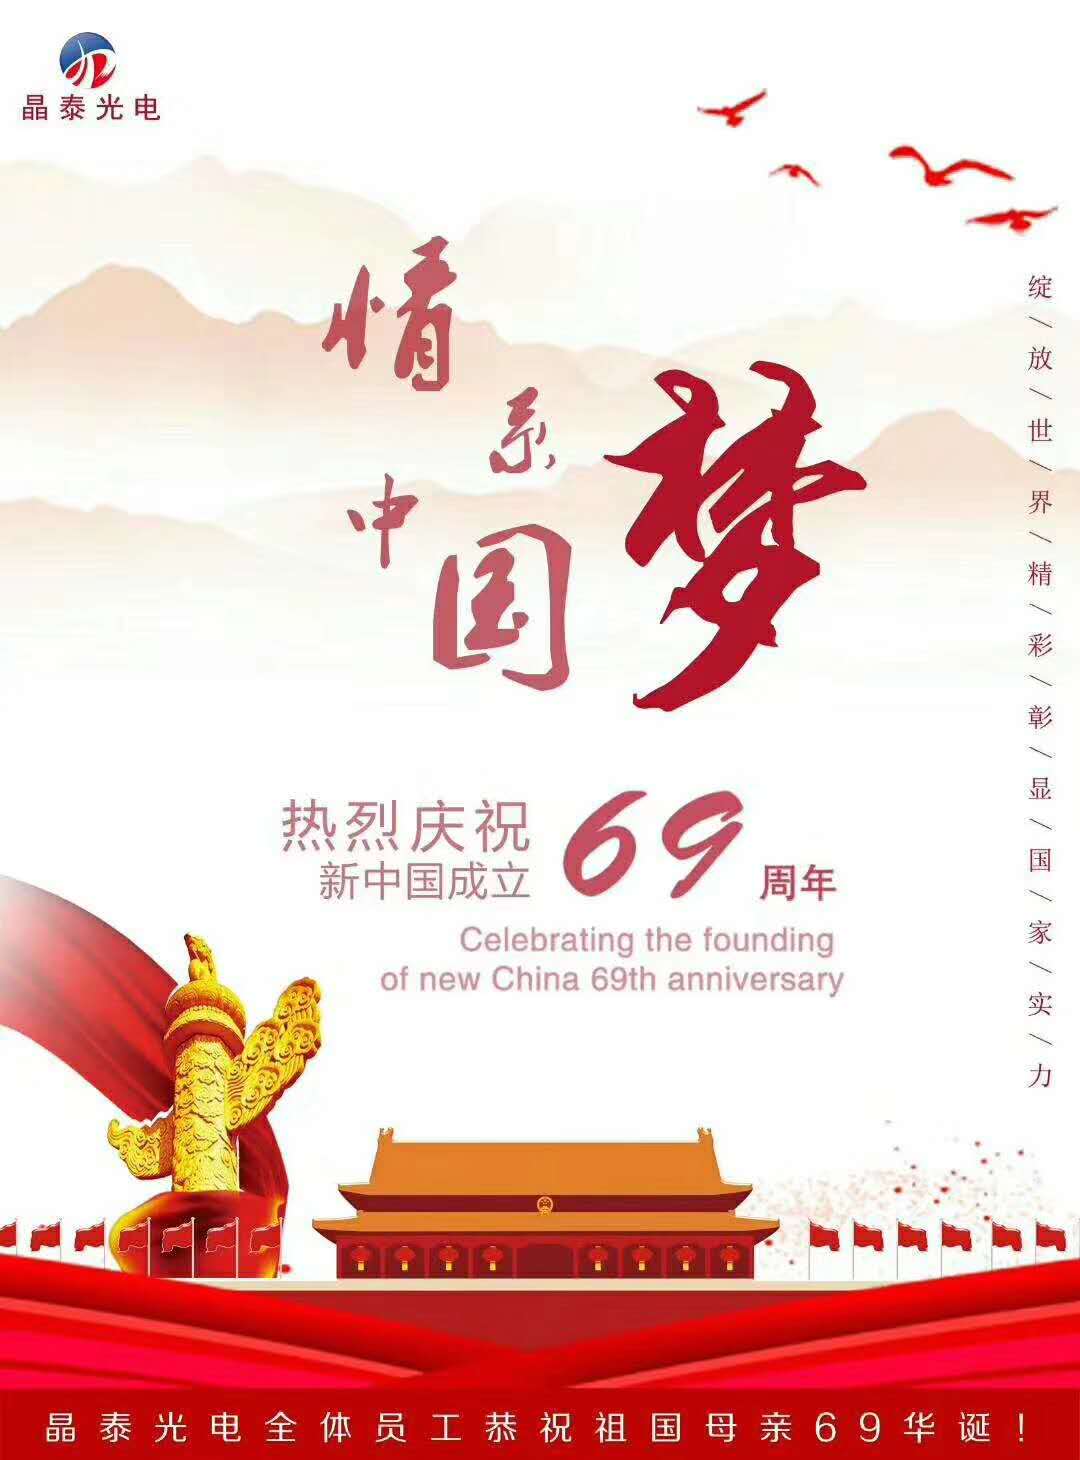 晶泰光电
情系
中国
梦
绽/放/世/界/精/彩/彰/显/国/家/实/力
热烈庆祝
新中国成立69周年
Celebrating the founding
of new China 69th anniversary
晶泰光电全体员工恭祝祖国母亲69华诞!